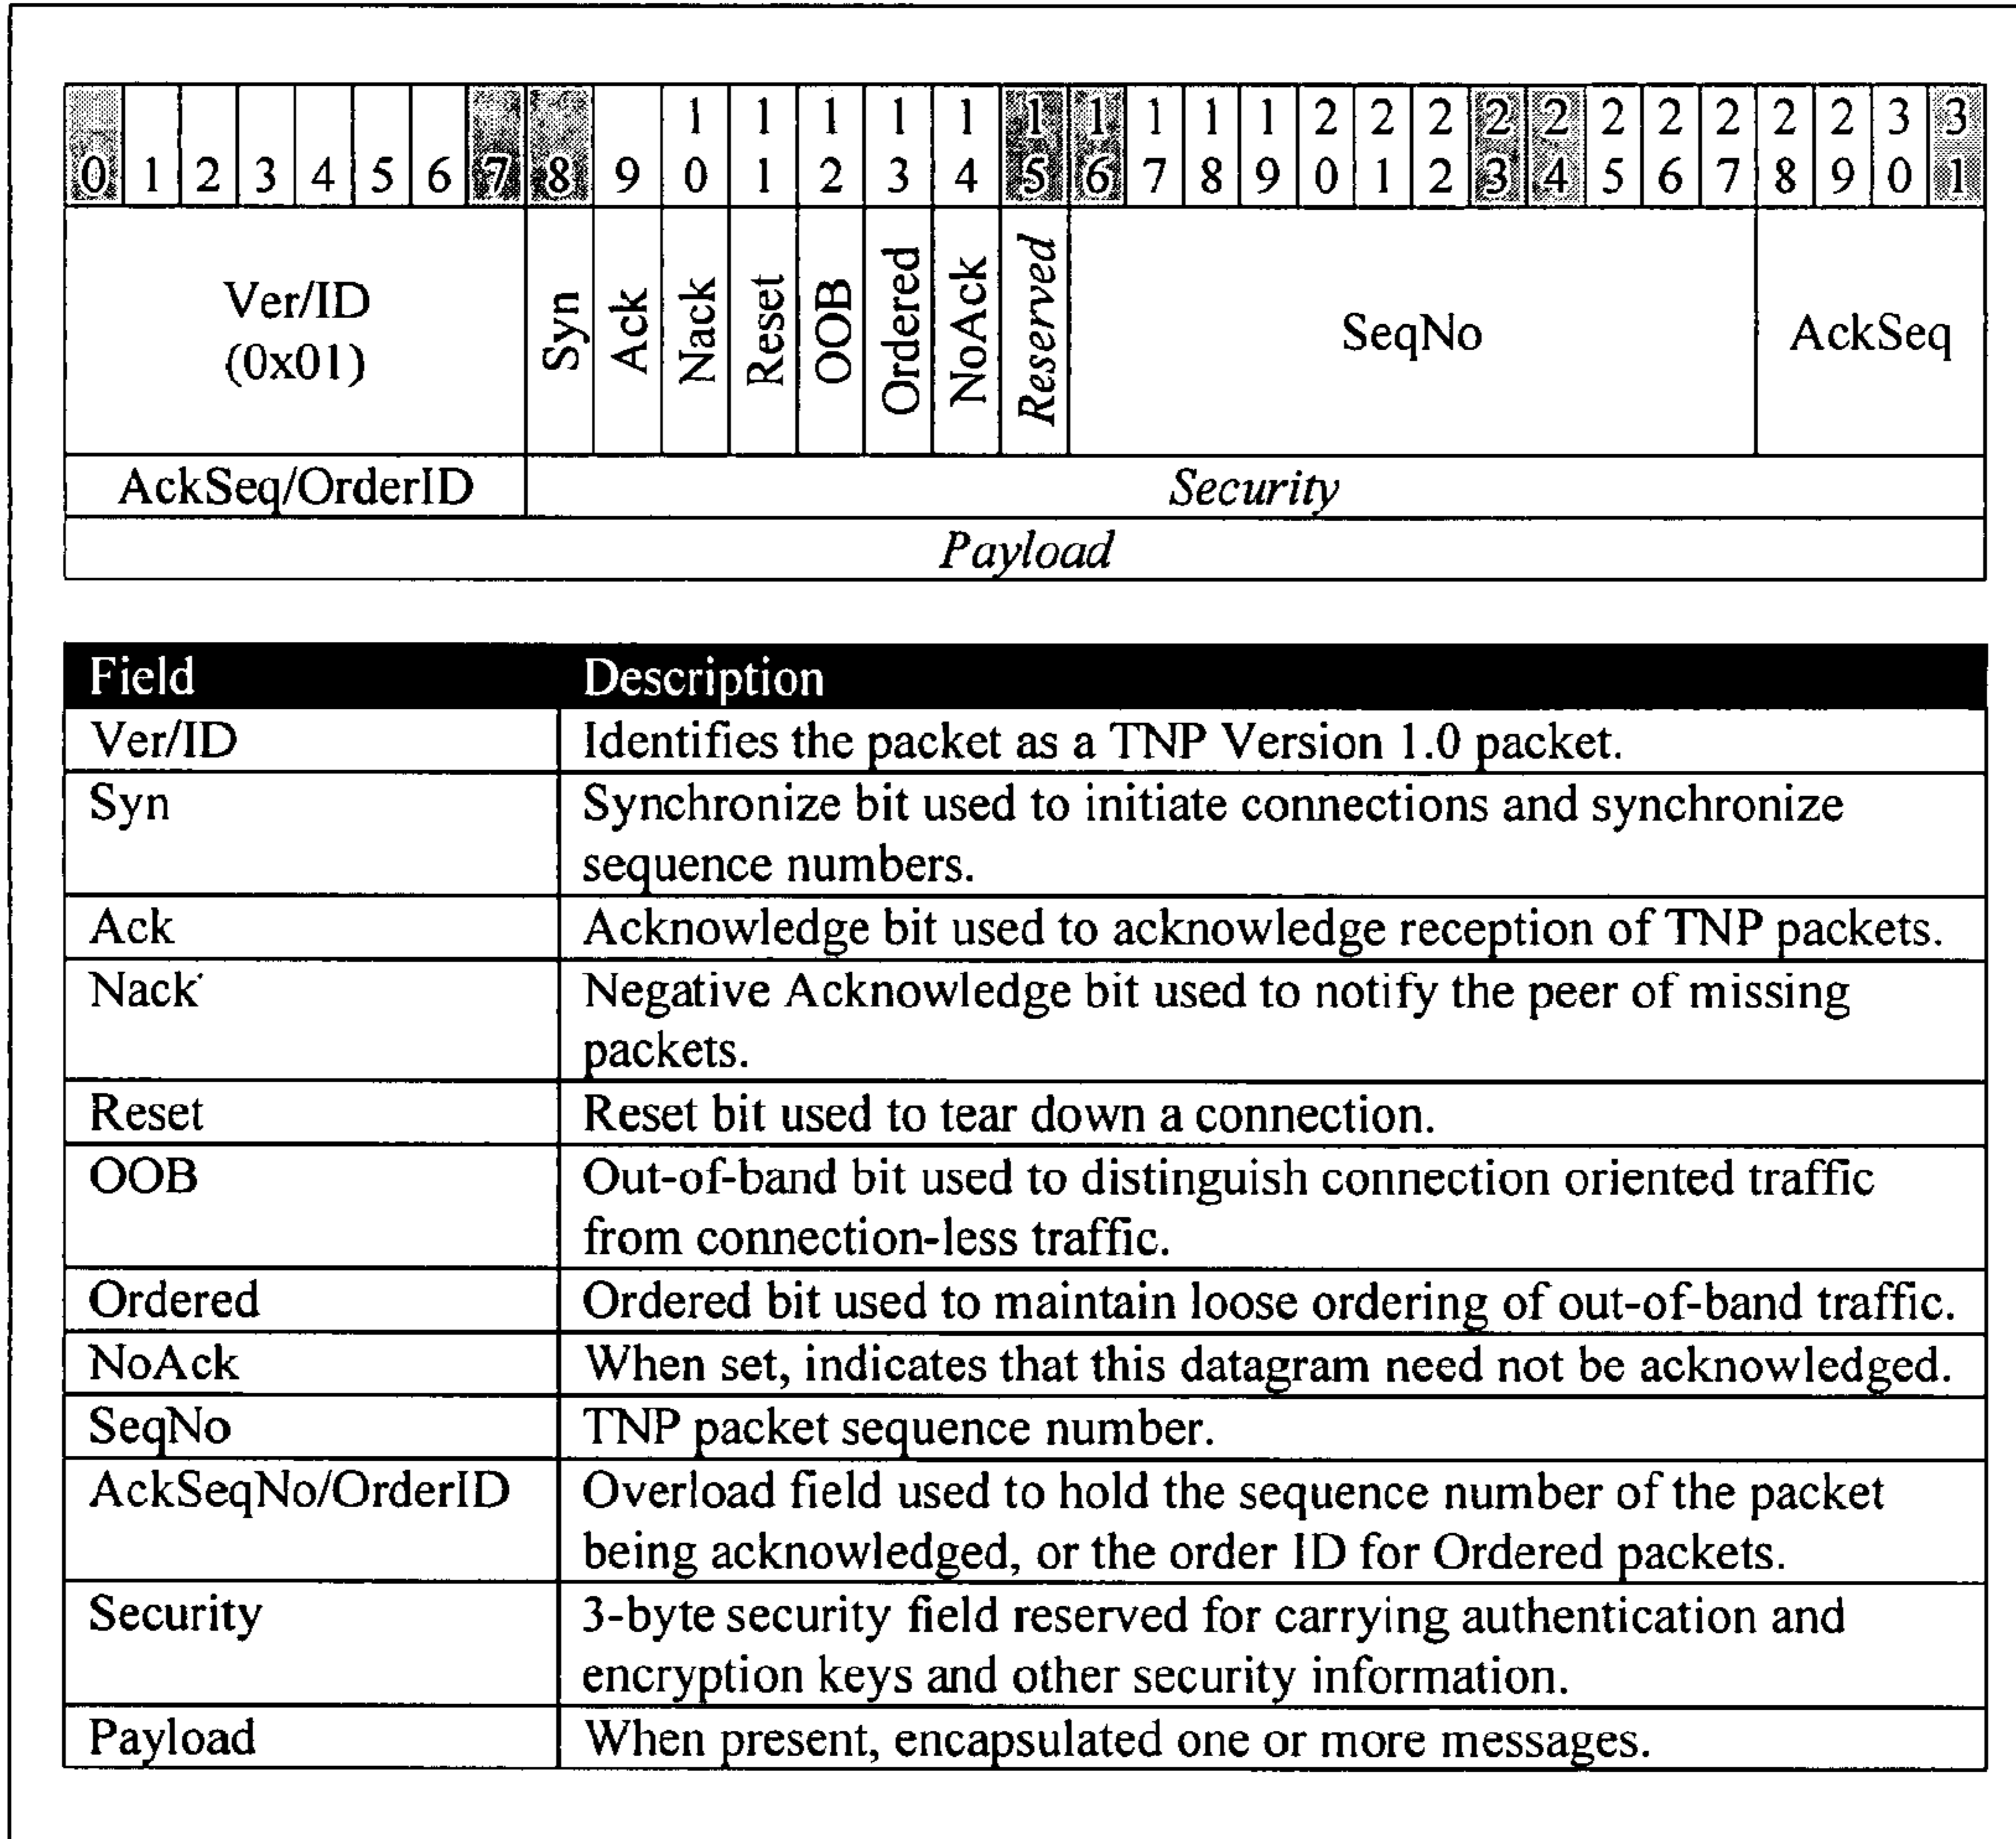 0 1 2 3 4 5 6 7 8 9 10 11 12 13 14 15 16 17 18 19 20 21 22 23 24 25 26 27 28 29 30 31
Ver/ID
(0x01)
Syn
Ack
Nack
Reset
OOB
Ordered
NoAck
Reserved
SeqNo
AckSeq
AckSeq/OrderID
Security
Payload
Field Description
Ver/ID Identifies the packet as a TNP Version 1.0 packet.
Syn Synchronize bit used to initiate connections and synchronize
sequence numbers.
Ack Acknowledge bit used to acknowledge reception of TNP packets.
Nack Negative Acknowledge bit used to notify the peer of missing
packets.
Reset Reset bit used to tear down a connection.
OOB Out-of-band bit used to distinguish connection oriented traffic
from connection-less traffic.
Ordered Ordered bit used to maintain loose ordering of out-of-band traffic.
NoAck When set, indicates that this datagram need not be acknowledged.
SeqNo TNP packet sequence number.
AckSeqNo/OrderID Overload field used to hold the sequence number of the packet
being acknowledged, or the order ID for Ordered packets.
Security 3-byte security field reserved for carrying authentication and
encryption keys and other security information.
Payload When present, encapsulated one or more messages.